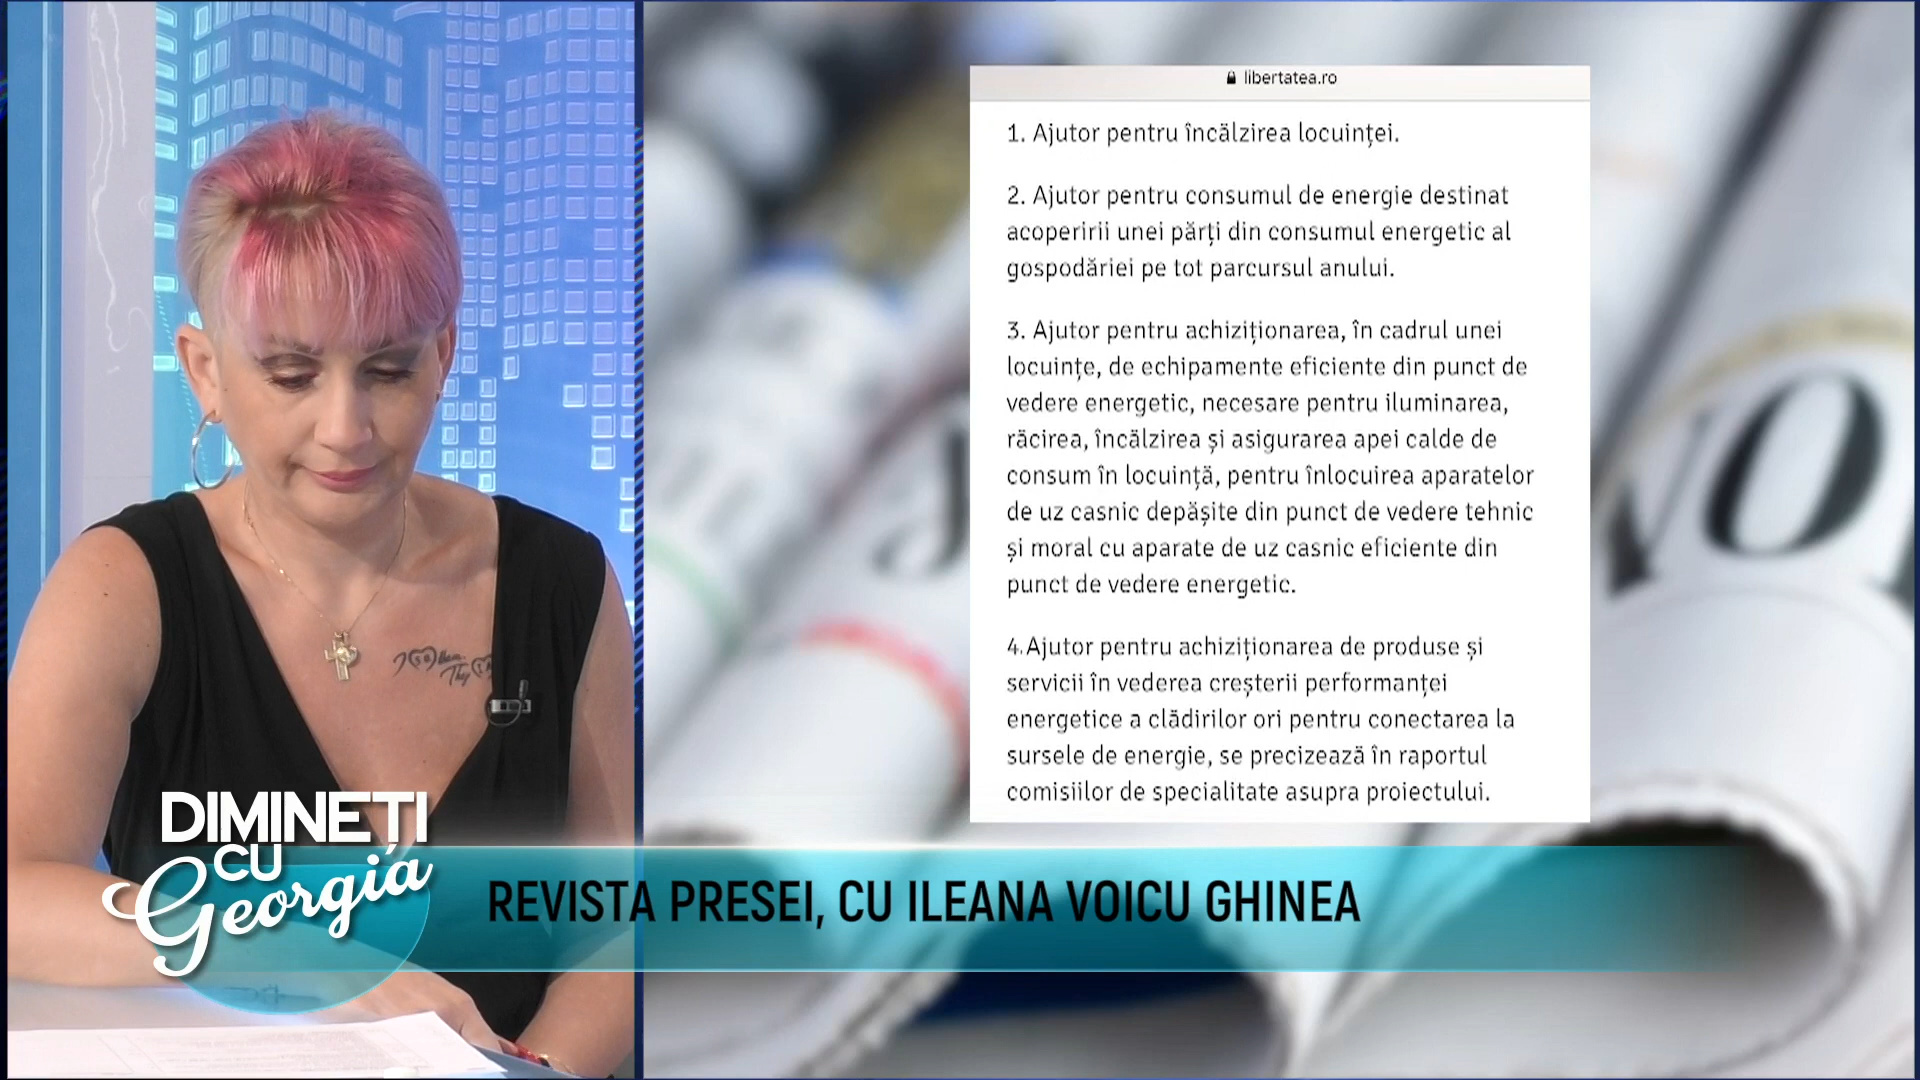 libertatea.ro
1. Ajutor pentru încălzirea locuinței.
2. Ajutor pentru consumul de energie destinat
acoperirii unei părți din consumul energetic al
gospodăriei pe tot parcursul anului.
3. Ajutor pentru achiziționarea, în cadrul unei
locuințe, de echipamente eficiente din punct de
vedere energetic, necesare pentru iluminarea,
răcirea, încălzirea și asigurarea apei calde de
consum în locuință, pentru înlocuirea aparatelor
de uz casnic depășite din punct de vedere tehnic
și moral cu aparate de uz casnic eficiente din
punct de vedere energetic.
4.Ajutor pentru achiziționarea de produse și
servicii în vederea creșterii performanței
energetice a clădirilor ori pentru conectarea la
sursele de energie, se precizează în raportul
comisiilor de specialitate asupra proiectului.
DIMINEȚI
CU
Georgia
REVISTA PRESEI, CU ILEANA VOICU GHINEA